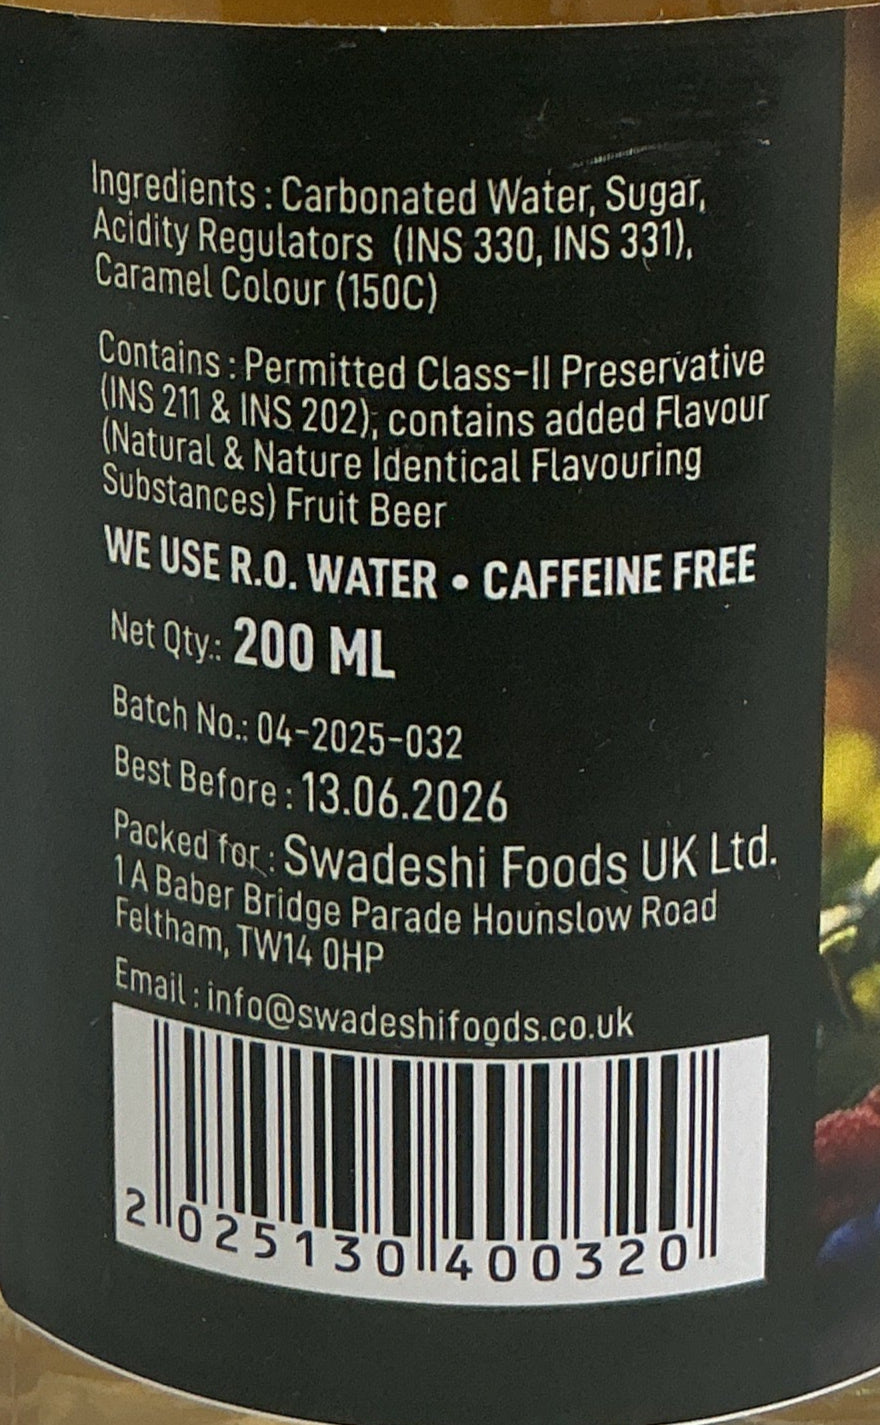 Ingredients : Carbonated Water, Sugar,
Acidity Regulators (INS 330, INS 331),
Caramel Colour (150C)
Contains : Permitted Class-II Preservative
(INS 211 & INS 202), contains added Flavour
(Natural & Nature Identical Flavouring
Substances) Fruit Beer
WE USE R.O. WATER • CAFFEINE FREE
Net Qty.: 200 ML
Batch No.: 04-2025-032
Best Before : 13.06.2026
Packed for : Swadeshi Foods UK Ltd.
1 A Baber Bridge Parade Hounslow Road
Feltham, TW14 0HP
Email : info@swadeshifoods.co.uk
2 025130 400320